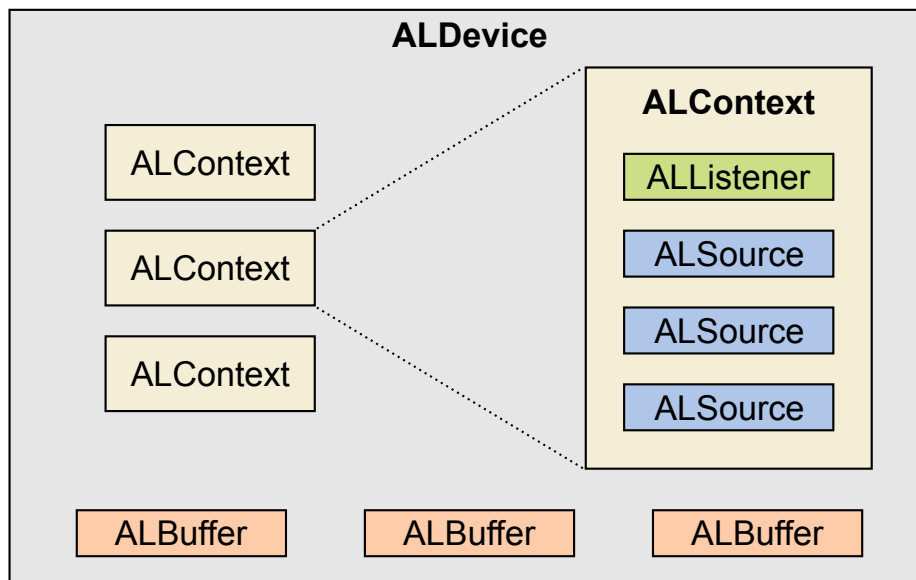 ALDevice
ALContext
ALContext
ALContext
ALContext
ALListener
ALSource
ALSource
ALSource
ALBuffer
ALBuffer
ALBuffer